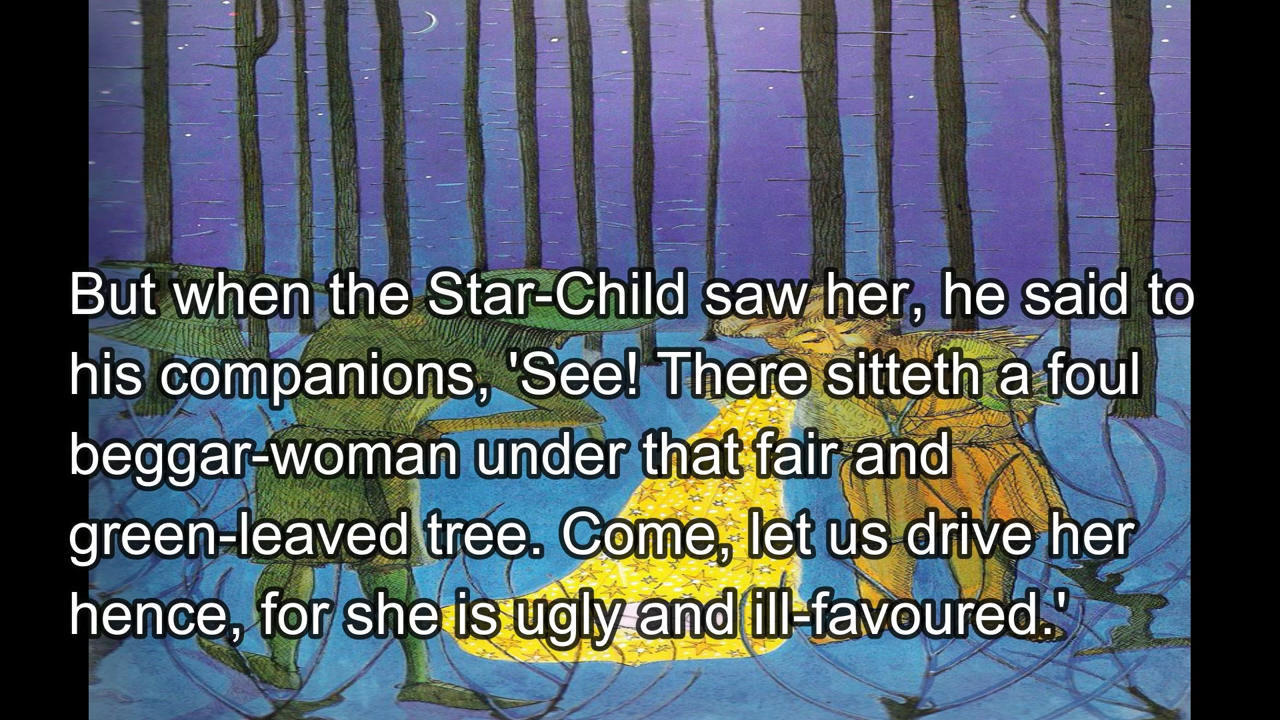 But when the Star-Child saw her, he said to
his companions, 'See! There sitteth a foul
beggar-woman under that fair and
green-leaved tree. Come, let us drive her
hence, for she is ugly and ill-favoured.'